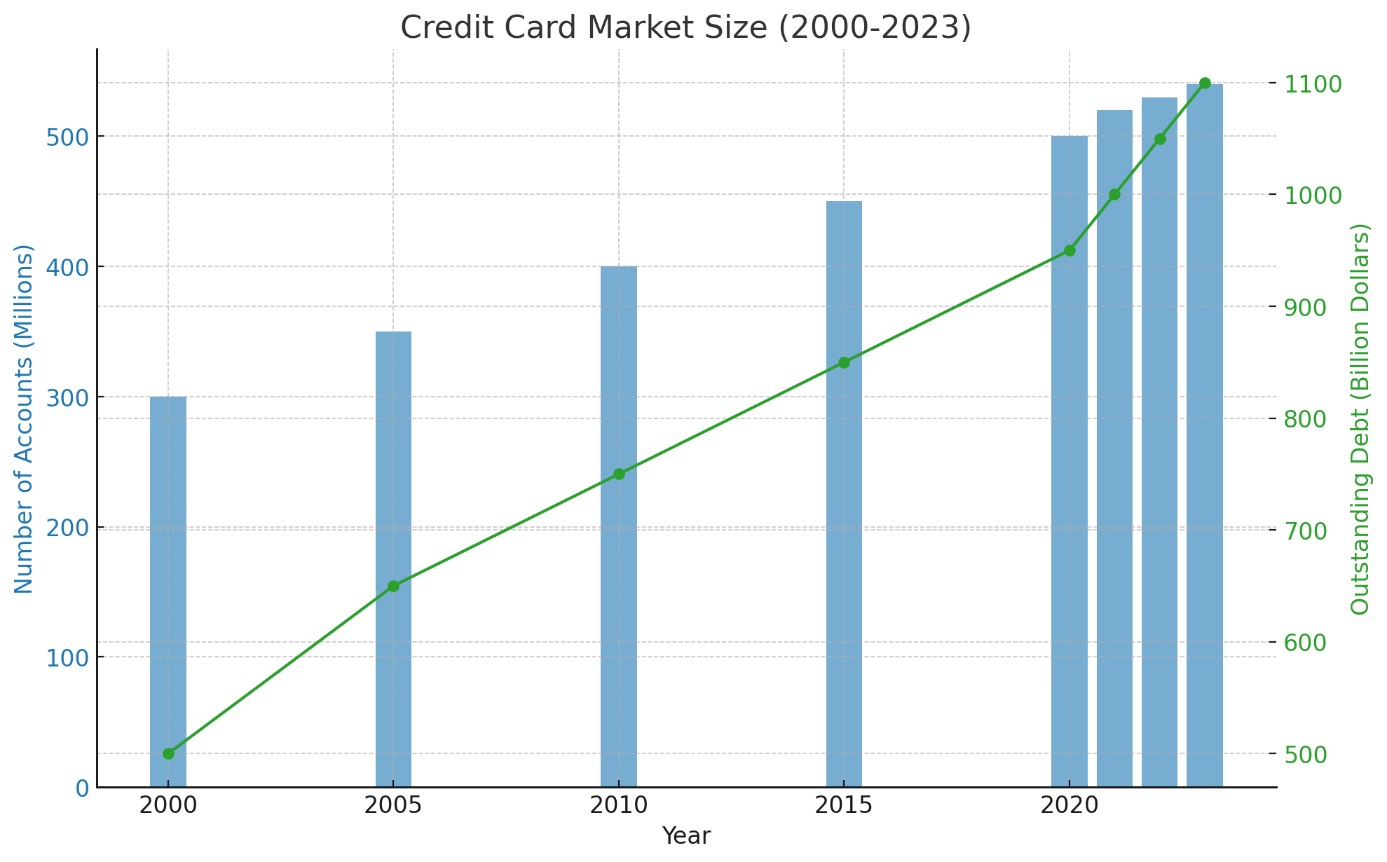 Credit Card Market Size (2000-2023)
Number of Accounts (Millions)
500
400
300
200
100
0
2000 2005 2010 2015 2020
Year
1100
1000
900
800
700
600
500
Outstanding Debt (Billion Dollars)